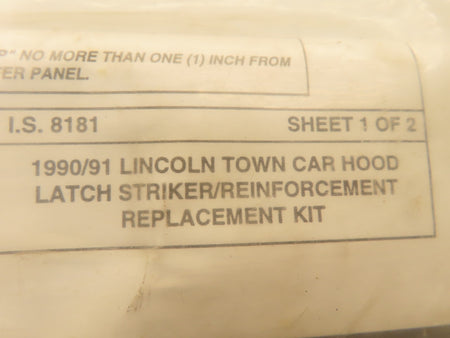 P" NO MORE THAN ONE (1) INCH FROM
TER PANEL.
I.S. 8181 SHEET 1 OF 2
1990/91 LINCOLN TOWN CAR HOOD
LATCH STRIKER/REINFORCEMENT
REPLACEMENT KIT